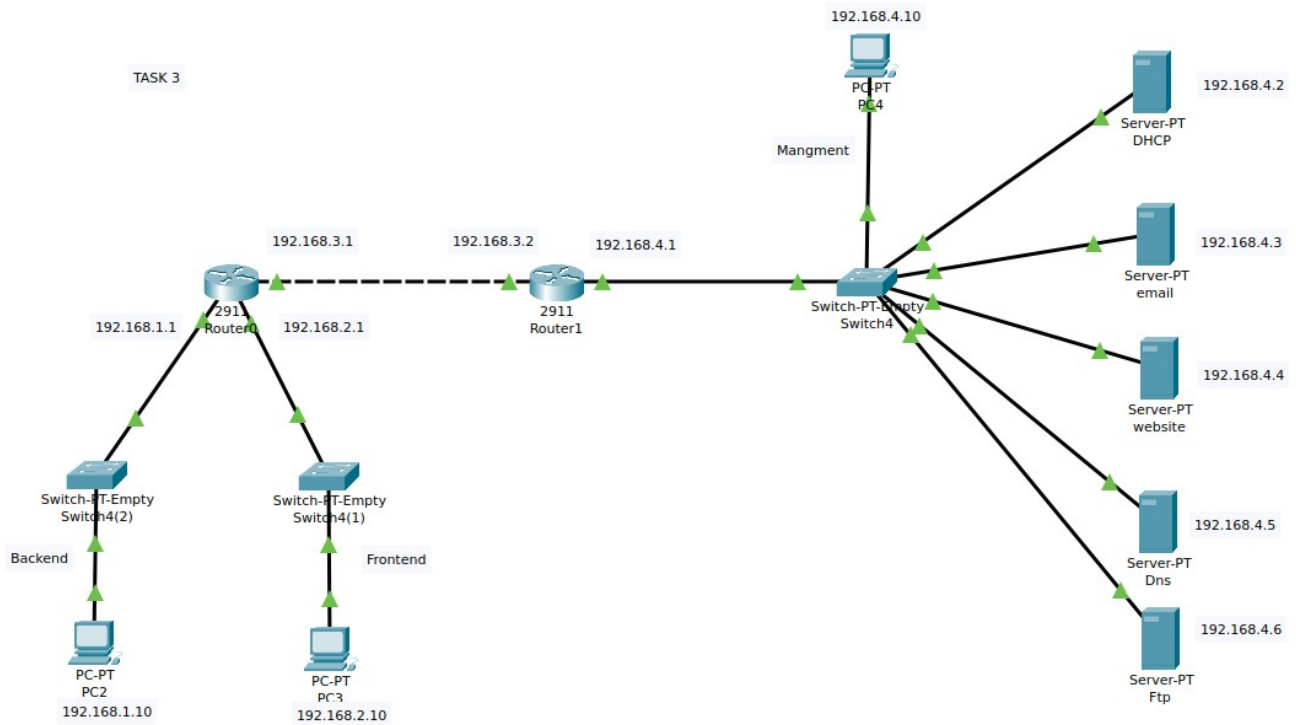 192.168.4.10
TASK 3
PC-PT
PC4
Mangment
192.168.4.2
Server-PT
DHCP
192.168.3.1
192.168.3.2
192.168.4.1
192.168.4.3
Server-PT
email
2911
Router0
2911
Router1
Switch-PT-Empty
Switch4
192.168.1.1
192.168.2.1
192.168.4.4
Server-PT
website
Switch-PT-Empty
Switch4(2)
Switch-PT-Empty
Switch4(1)
192.168.4.5
Server-PT
Dns
Backend
Frontend
192.168.4.6
Server-PT
Ftp
PC-PT
PC2
192.168.1.10
PC-PT
PC3
192.168.2.10